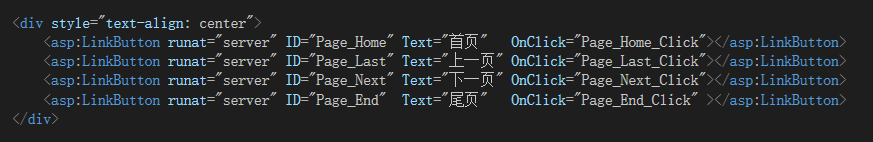 <div style="text-align: center">
    <asp:LinkButton runat="server" ID="Page_Home" Text="首页"   OnClick="Page_Home_Click"></asp:LinkButton>
    <asp:LinkButton runat="server" ID="Page_Last" Text="上一页" OnClick="Page_Last_Click"></asp:LinkButton>
    <asp:LinkButton runat="server" ID="Page_Next" Text="下一页" OnClick="Page_Next_Click"></asp:LinkButton>
    <asp:LinkButton runat="server" ID="Page_End"  Text="尾页"   OnClick="Page_End_Click" ></asp:LinkButton>
</div>